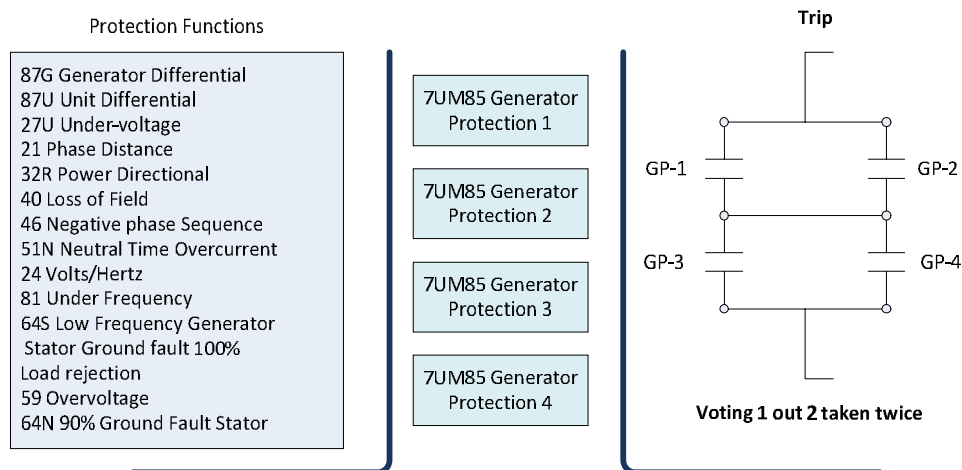 Protection Functions
87G Generator Differential
87U Unit Differential
27U Under-voltage
21 Phase Distance
32R Power Directional
40 Loss of Field
46 Negative phase Sequence
51N Neutral Time Overcurrent
24 Volts/Hertz
81 Under Frequency
64S Low Frequency Generator
Stator Ground fault 100%
Load rejection
59 Overvoltage
64N 90% Ground Fault Stator
7UM85 Generator
Protection 1
7UM85 Generator
Protection 2
7UM85 Generator
Protection 3
7UM85 Generator
Protection 4
Trip
GP-1
GP-2
GP-3
GP-4
Voting 1 out 2 taken twice